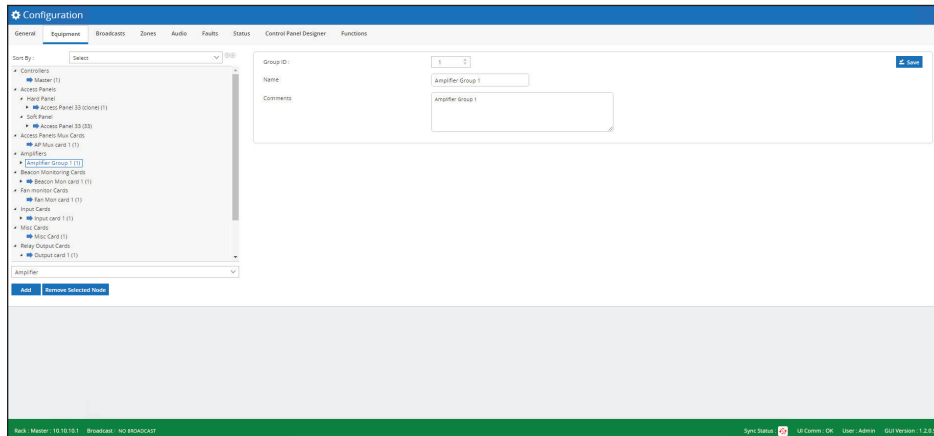 Configuration
General Equipment Broadcasts Zones Audio Faults Status Control Panel Designer Functions
Sort By : Select
Controllers
Master (1)
Access Panels
Hard Panel
Access Panel 33 (clone) (1)
Soft Panel
Access Panel 33 (33)
Access Panels Mux Cards
AP Mux card 1 (1)
Amplifiers
Amplifier Group 1 (1)
Beacon Monitoring Cards
Beacon Mon card 1 (1)
Fan monitor Cards
Fan Mon card 1 (1)
Input Cards
Input card 1 (1)
Misc Cards
Misc Card (1)
Relay Output Cards
Output card 1 (1)
Amplifier
Add Remove Selected Node
Group ID : 1
Save
Name Amplifier Group 1
Comments Amplifier Group 1
Rack : Master : 10.10.10.1 Broadcast : NO BROADCAST Sync Status : UI Comm : OK User : Admin GUI Version : 1.2.0.